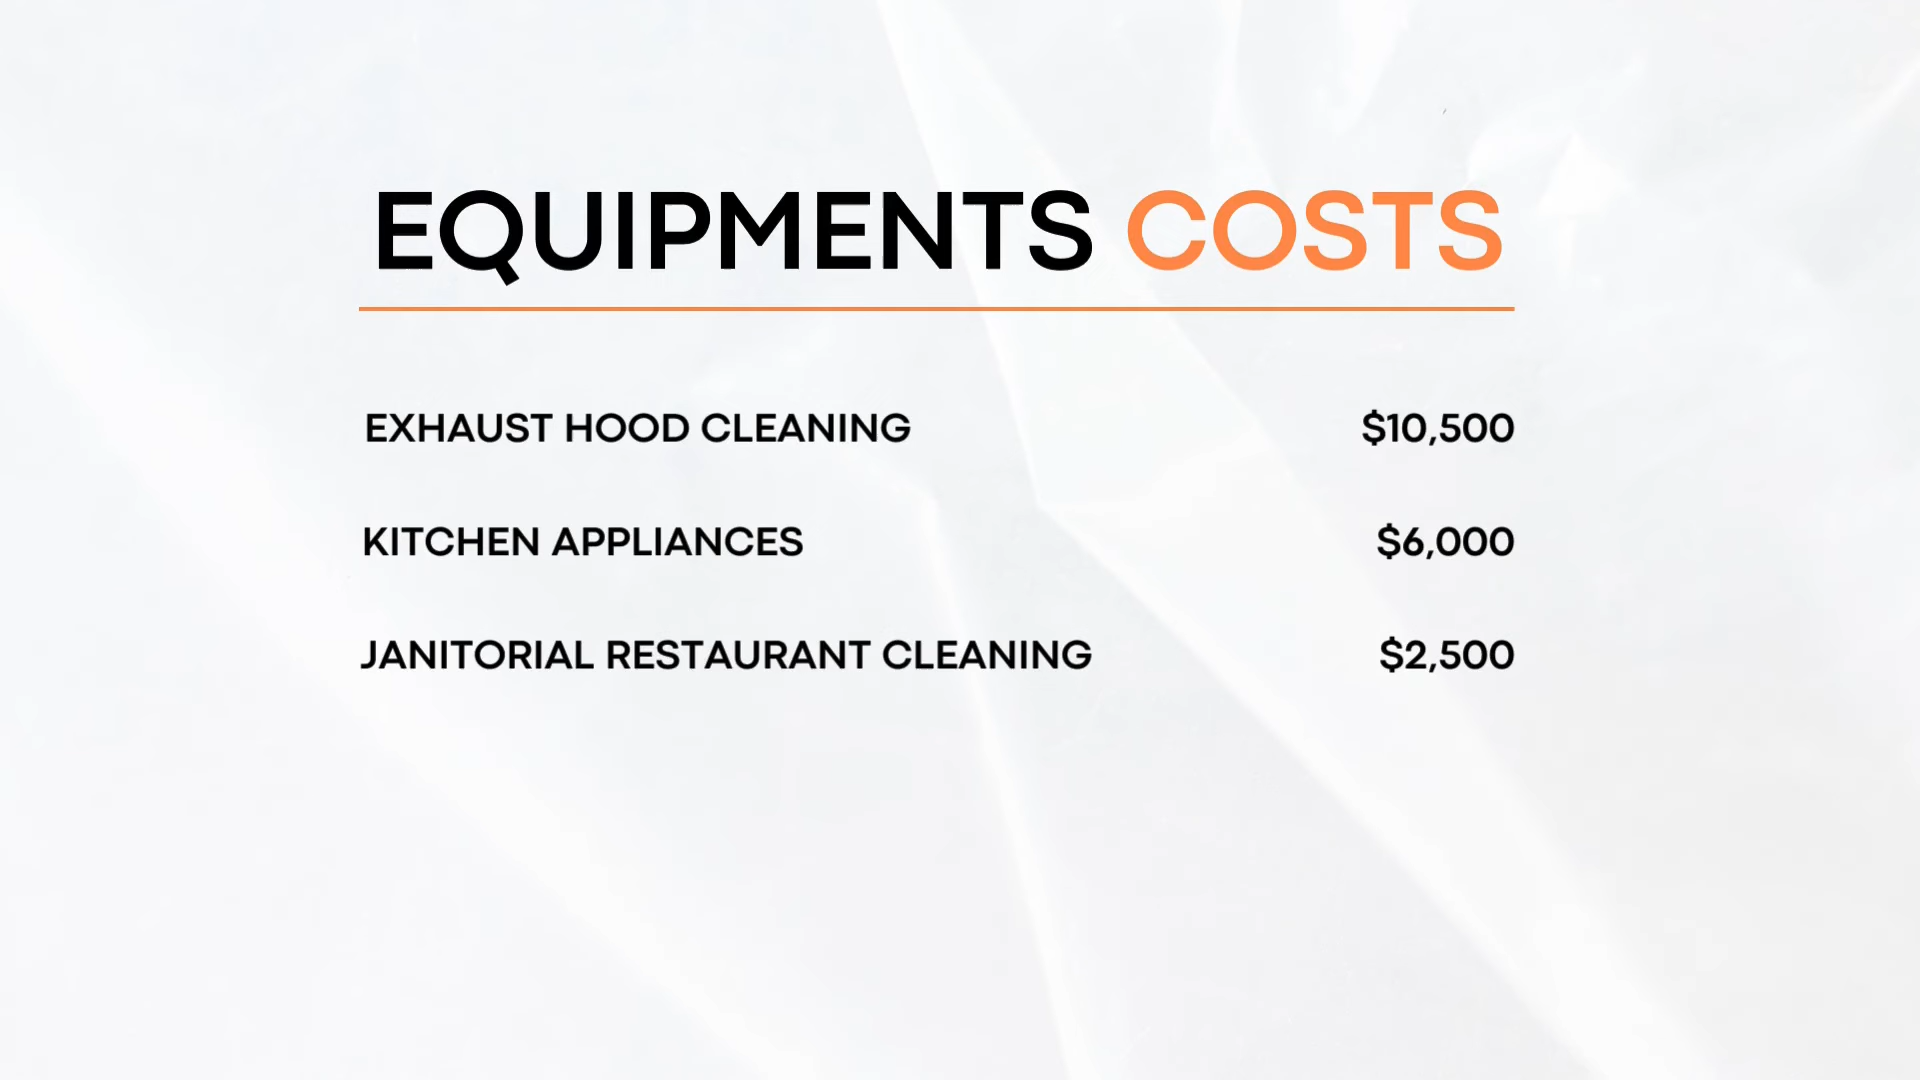 EQUIPMENTS COSTS
EXHAUST HOOD CLEANING $10,500
KITCHEN APPLIANCES $6,000
JANITORIAL RESTAURANT CLEANING $2,500